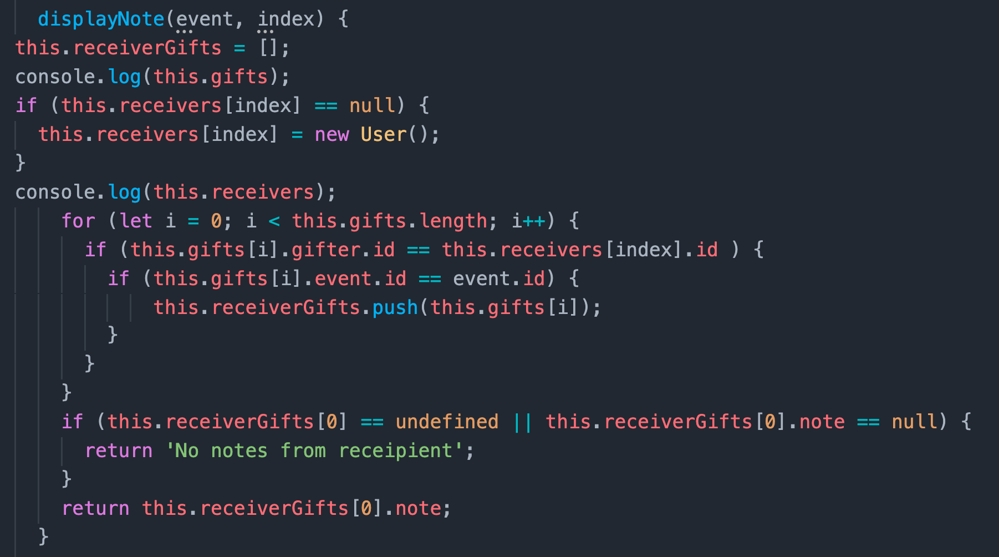 displayNote(event, index) {
this.receiverGifts = [];
console.log(this.gifts);
if (this.receivers[index] == null) {
this.receivers[index] = new User();
}
console.log(this.receivers);
for (let i = 0; i < this.gifts.length; i++) {
if (this.gifts[i].gifter.id == this.receivers[index].id ) {
if (this.gifts[i].event.id == event.id) {
this.receiverGifts.push(this.gifts[i]);
}
}
}
if (this.receiverGifts[0] == undefined || this.receiverGifts[0].note == null) {
return 'No notes from receipient';
}
return this.receiverGifts[0].note;
}